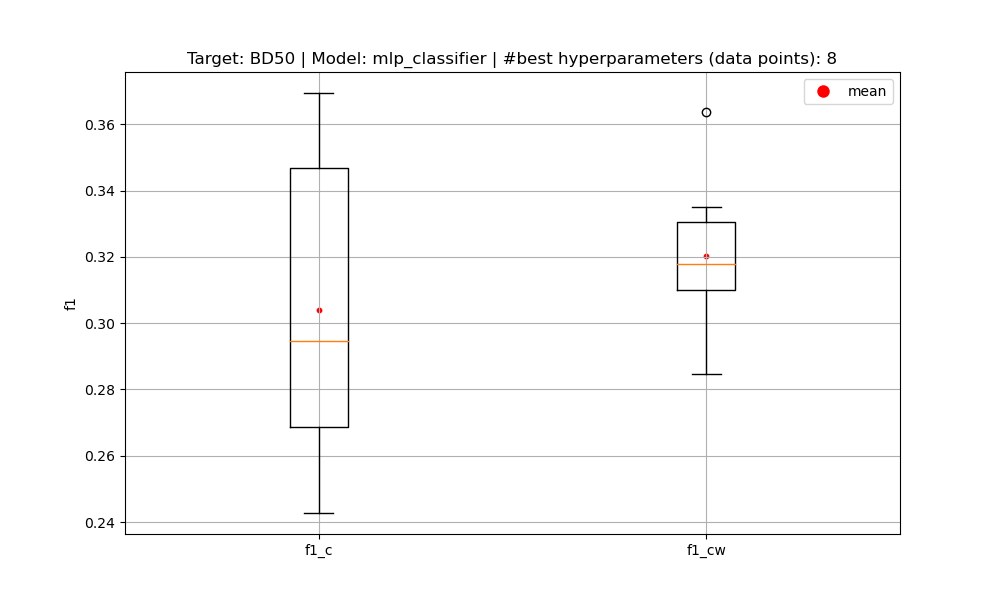 Target: BD50 | Model: mlp_classifier | #best hyperparameters (data points): 8
mean
0.36
0.34
0.32
0.30
0.28
0.26
0.24
f1
f1_c
f1_cw